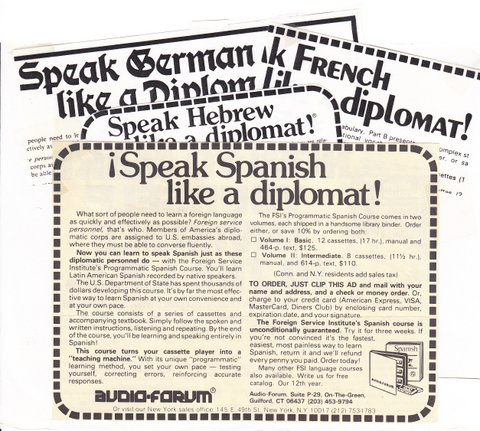 Speak German
like a Diplom
k French
diplomat!
people need to le
ctively as
e person
corps a
be able
abulary. Part B presen
omplex st
Speak Hebrew
like a diplomat!®
¡Speak Spanish
like a diplomat!
What sort of people need to learn a foreign language
as quickly and effectively as possible? Foreign service
personnel, that's who. Members of America's diplo-
matic corps are assigned to U.S. embassies abroad,
where they must be able to converse fluently.
Now you can learn to speak Spanish just as these
diplomatic personnel do — with the Foreign Service
Institute's Programmatic Spanish Course. You'll learn
Latin American Spanish recorded by native speakers.
The U.S. Department of State has spent thousands of
dollars developing this course. It's by far the most effec-
tive way to learn Spanish at your own convenience and
at your own pace.
The course consists of a series of cassettes and
accompanying textbook. Simply follow the spoken and
written instructions, listening and repeating. By the end
of the course, you'll be learning and speaking entirely in
Spanish!
This course turns your cassette player into a
"teaching machine." With its unique "programmatic"
learning method, you set your own pace — testing
yourself, correcting errors, reinforcing accurate
responses.
The FSI's Programmatic Spanish Course comes in two
volumes, each shipped in a handsome library binder. Order
either, or save 10% by ordering both:
□ Volume I: Basic. 12 cassettes, (17 hr.), manual and
464-p. text, $125.
□ Volume II: Intermediate. 8 cassettes, (11½ hr.),
manual, and 614-p. text, $110.
(Conn. and N.Y. residents add sales tax)
TO ORDER, JUST CLIP THIS AD and mail with your
name and address, and a check or money order. Or,
charge to your credit card (American Express, VISA,
MasterCard, Diners Club) by enclosing card number,
expiration date, and your signature.
The Foreign Service Institute's Spanish course is
unconditionally guaranteed. Try it for three weeks. If
you're not convinced it's the fastest,
easiest, most painless way to learn
Spanish, return it and we'll refund
every penny you paid. Order today!
Many other FSI language courses
also available. Write us for free
catalog. Our 12th year.
Spanish
audio-forum®
Audio-Forum, Suite P-29, On-The-Green,
Guilford, CT 06437 (203) 453-9794
Or visit our New York sales office: 145 E. 49th St., New York, N.Y. 10017 (212) 753-1783